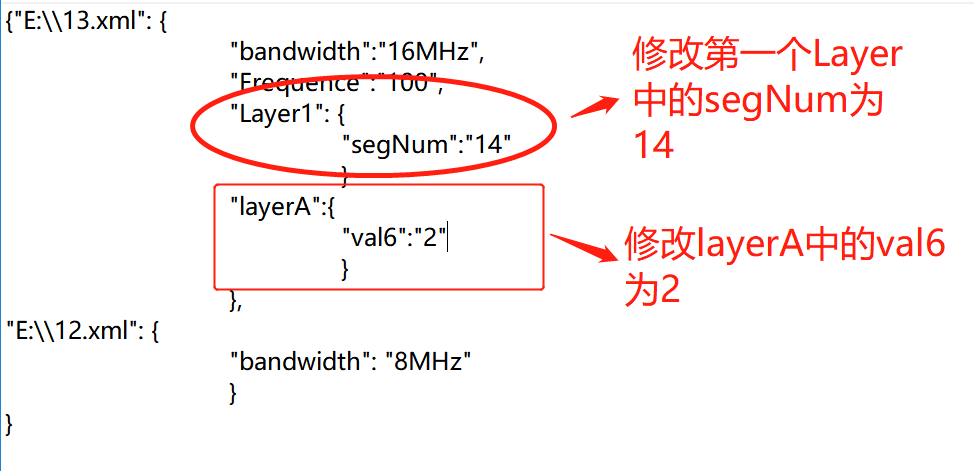 {"E:\\13.xml": {
"bandwidth":"16MHz",
"Frequence":"100",
"Layer1": {
"segNum":"14"
}
"layerA":{
"val6":"2"
}
},
"E:\\12.xml": {
"bandwidth": "8MHz"
}
}
修改第一个Layer
中的segNum为
14
修改layerA中的val6
为2